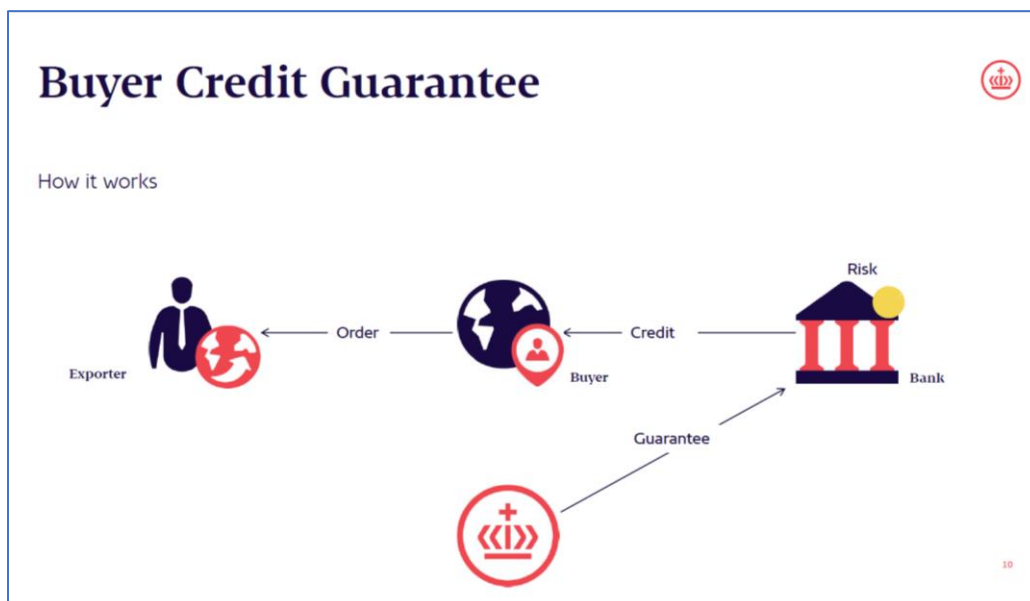 Buyer Credit Guarantee
How it works
Risk
Order
Credit
Exporter
Buyer
Bank
Guarantee
10